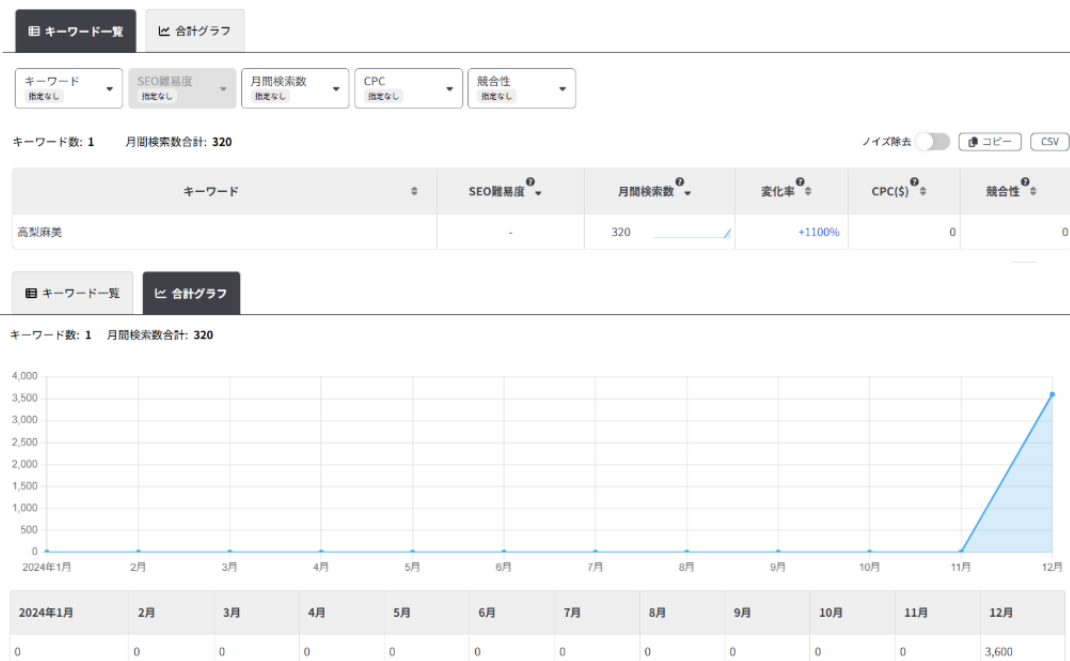 キーワード一覧 合計グラフ
キーワード SEO難易度 月間検索数 CPC 競合性
指定なし 指定なし 指定なし 指定なし 指定なし
キーワード数: 1 月間検索数合計: 320 ノイズ除去 コピー CSV
キーワード SEO難易度 月間検索数 変化率 CPC($) 競合性
高梨麻美 - 320 +1100% 0 0
キーワード一覧 合計グラフ
キーワード数: 1 月間検索数合計: 320
4,000
3,500
3,000
2,500
2,000
1,500
1,000
500
0
2024年1月 2月 3月 4月 5月 6月 7月 8月 9月 10月 11月 12月
2024年1月 2月 3月 4月 5月 6月 7月 8月 9月 10月 11月 12月
0 0 0 0 0 0 0 0 0 0 0 3,600